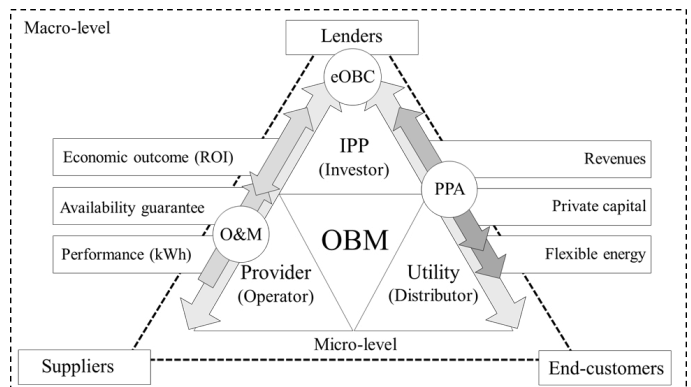 Macro-level
Lenders
eOBC
IPP
(Investor)
Economic outcome (ROI)
Availability guarantee
Performance (kWh)
Revenues
Private capital
Flexible energy
PPA
O&M
OBM
Provider
(Operator)
Utility
(Distributor)
Micro-level
Suppliers
End-customers